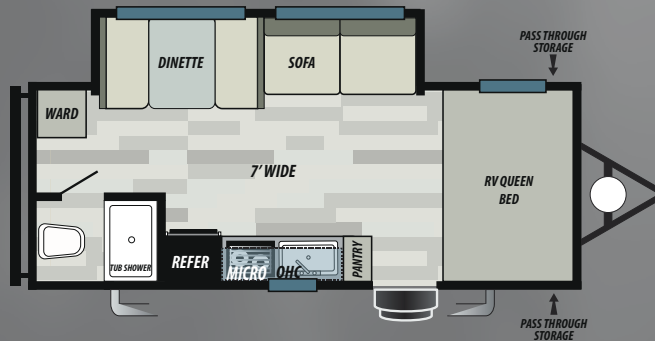 PASS THROUGH
STORAGE
DINETTE
SOFA
WARD
7' WIDE
RV QUEEN
BED
TUB SHOWER
REFER
MICRO
OHC
PANTRY
PASS THROUGH
STORAGE